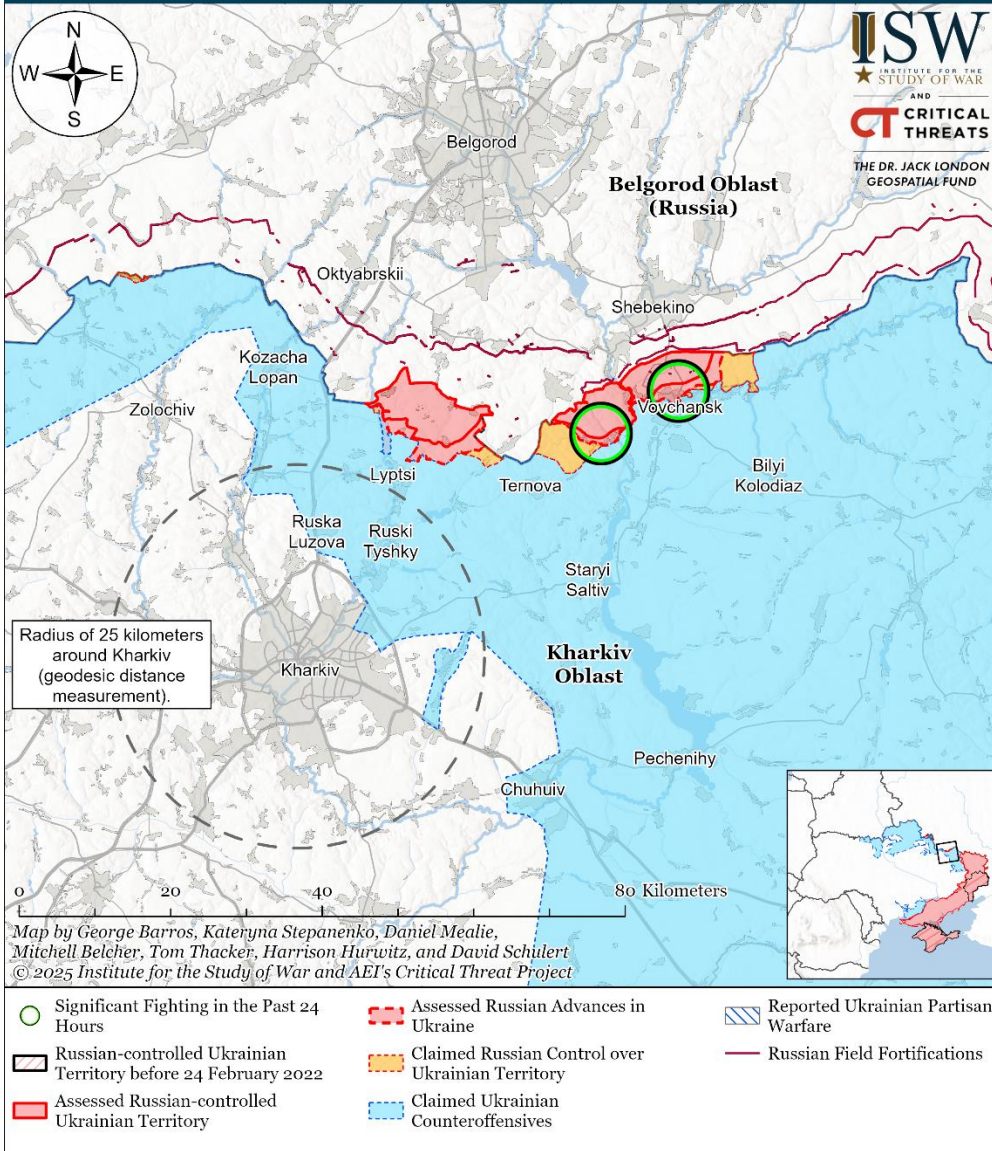 N
W
E
S
ISW
INSTITUTE FOR THE
STUDY OF WAR
AND
CT CRITICAL
THREATS
THE DR. JACK LONDON
GEOSPATIAL FUND
Belgorod
Belgorod Oblast
(Russia)
Oktyabrskii
Shebekino
Kozacha
Lopan
Zolochiv
Vovchansk
Lyptsi
Ternova
Bilyi
Kolodiaz
Ruska
Luzova
Ruski
Tyshky
Staryi
Saltiv
Radius of 25 kilometers
around Kharkiv
(geodesic distance
measurement).
Kharkiv
Kharkiv
Oblast
Pechenihy
Chuhuiv
0
20
40
80 Kilometers
Map by George Barros, Kateryna Stepanenko, Daniel Mealie,
Mitchell Belcher, Tom Thacker, Harrison Hurwitz, and David Schulert
© 2025 Institute for the Study of War and AEI's Critical Threat Project
Significant Fighting in the Past 24
Hours
Russian-controlled Ukrainian
Territory before 24 February 2022
Assessed Russian-controlled
Ukrainian Territory
Assessed Russian Advances in
Ukraine
Claimed Russian Control over
Ukrainian Territory
Claimed Ukrainian
Counteroffensives
Reported Ukrainian Partisan
Warfare
Russian Field Fortifications